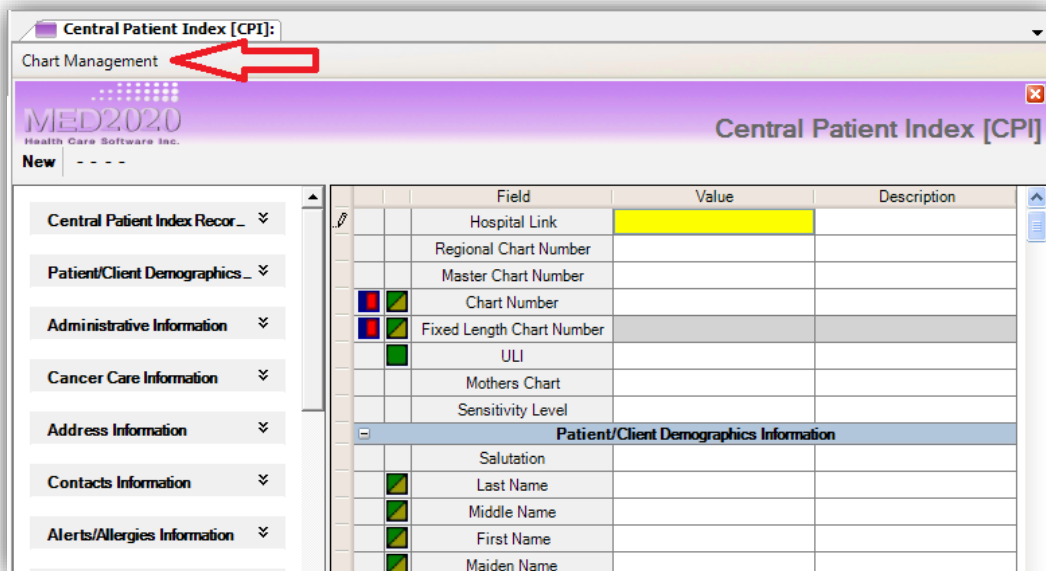 Central Patient Index [CPI]:
Chart Management
MED2020
Health Care Software Inc.
Central Patient Index [CPI]
New - - - -
Central Patient Index Recor...
Patient/Client Demographics...
Administrative Information
Cancer Care Information
Address Information
Contacts Information
Alerts/Allergies Information
Field Value Description
Hospital Link
Regional Chart Number
Master Chart Number
Chart Number
Fixed Length Chart Number
ULI
Mothers Chart
Sensitivity Level
Patient/Client Demographics Information
Salutation
Last Name
Middle Name
First Name
Maiden Name